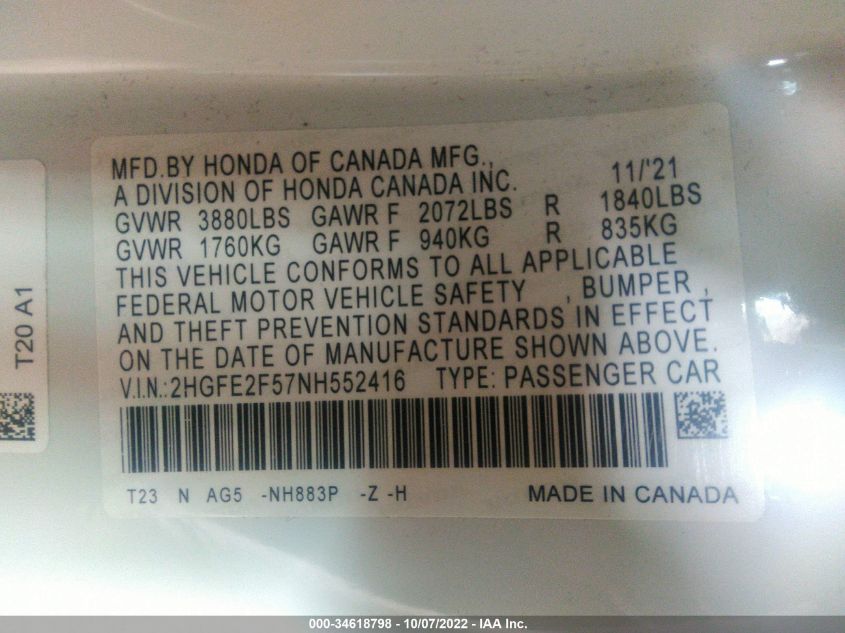 MFD.BY HONDA OF CANADA MFG., 11/'21
A DIVISION OF HONDA CANADA INC.
GVWR 3880LBS GAWR F 2072LBS R 1840LBS
GVWR 1760KG GAWR F 940KG R 835KG
THIS VEHICLE CONFORMS TO ALL APPLICABLE
FEDERAL MOTOR VEHICLE SAFETY , BUMPER ,
AND THEFT PREVENTION STANDARDS IN EFFECT
ON THE DATE OF MANUFACTURE SHOWN ABOVE.
V.I.N.:2HGFE2F57NH552416 TYPE: PASSENGER CAR
T23 N AG5 -NH883P -Z -H MADE IN CANADA
T20 A1
000-34618798 - 10/07/2022 - IAA Inc.